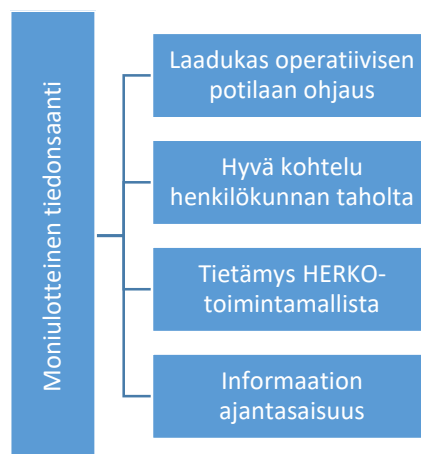 Moniulotteinen tiedonsaanti
Laadukas operatiivisen
potilaan ohjaus
Hyvä kohtelu
henkilökunnan taholta
Tietämys HERKO-
toimintamallista
Informaation
ajantasaisuus